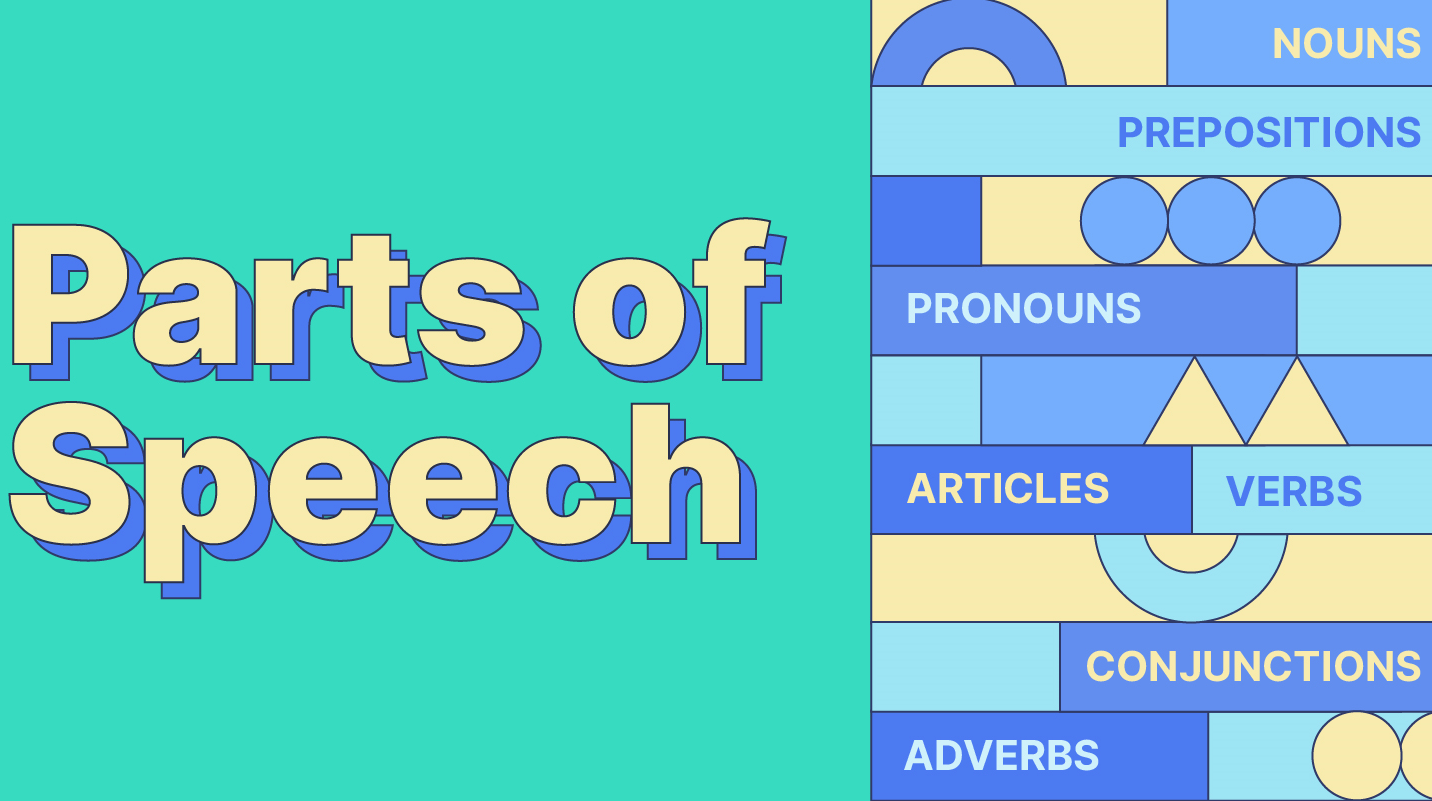 Parts of
Speech
NOUNS
PREPOSITIONS
PRONOUNS
ARTICLES
VERBS
CONJUNCTIONS
ADVERBS